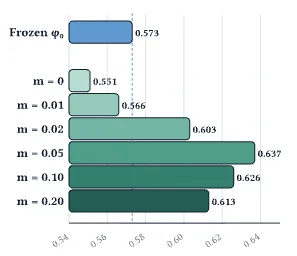 Frozen φ₀ 0.573
m = 0 0.551
m = 0.01 0.566
m = 0.02 0.603
m = 0.05 0.637
m = 0.10 0.626
m = 0.20 0.613
0.54 0.56 0.58 0.60 0.62 0.64